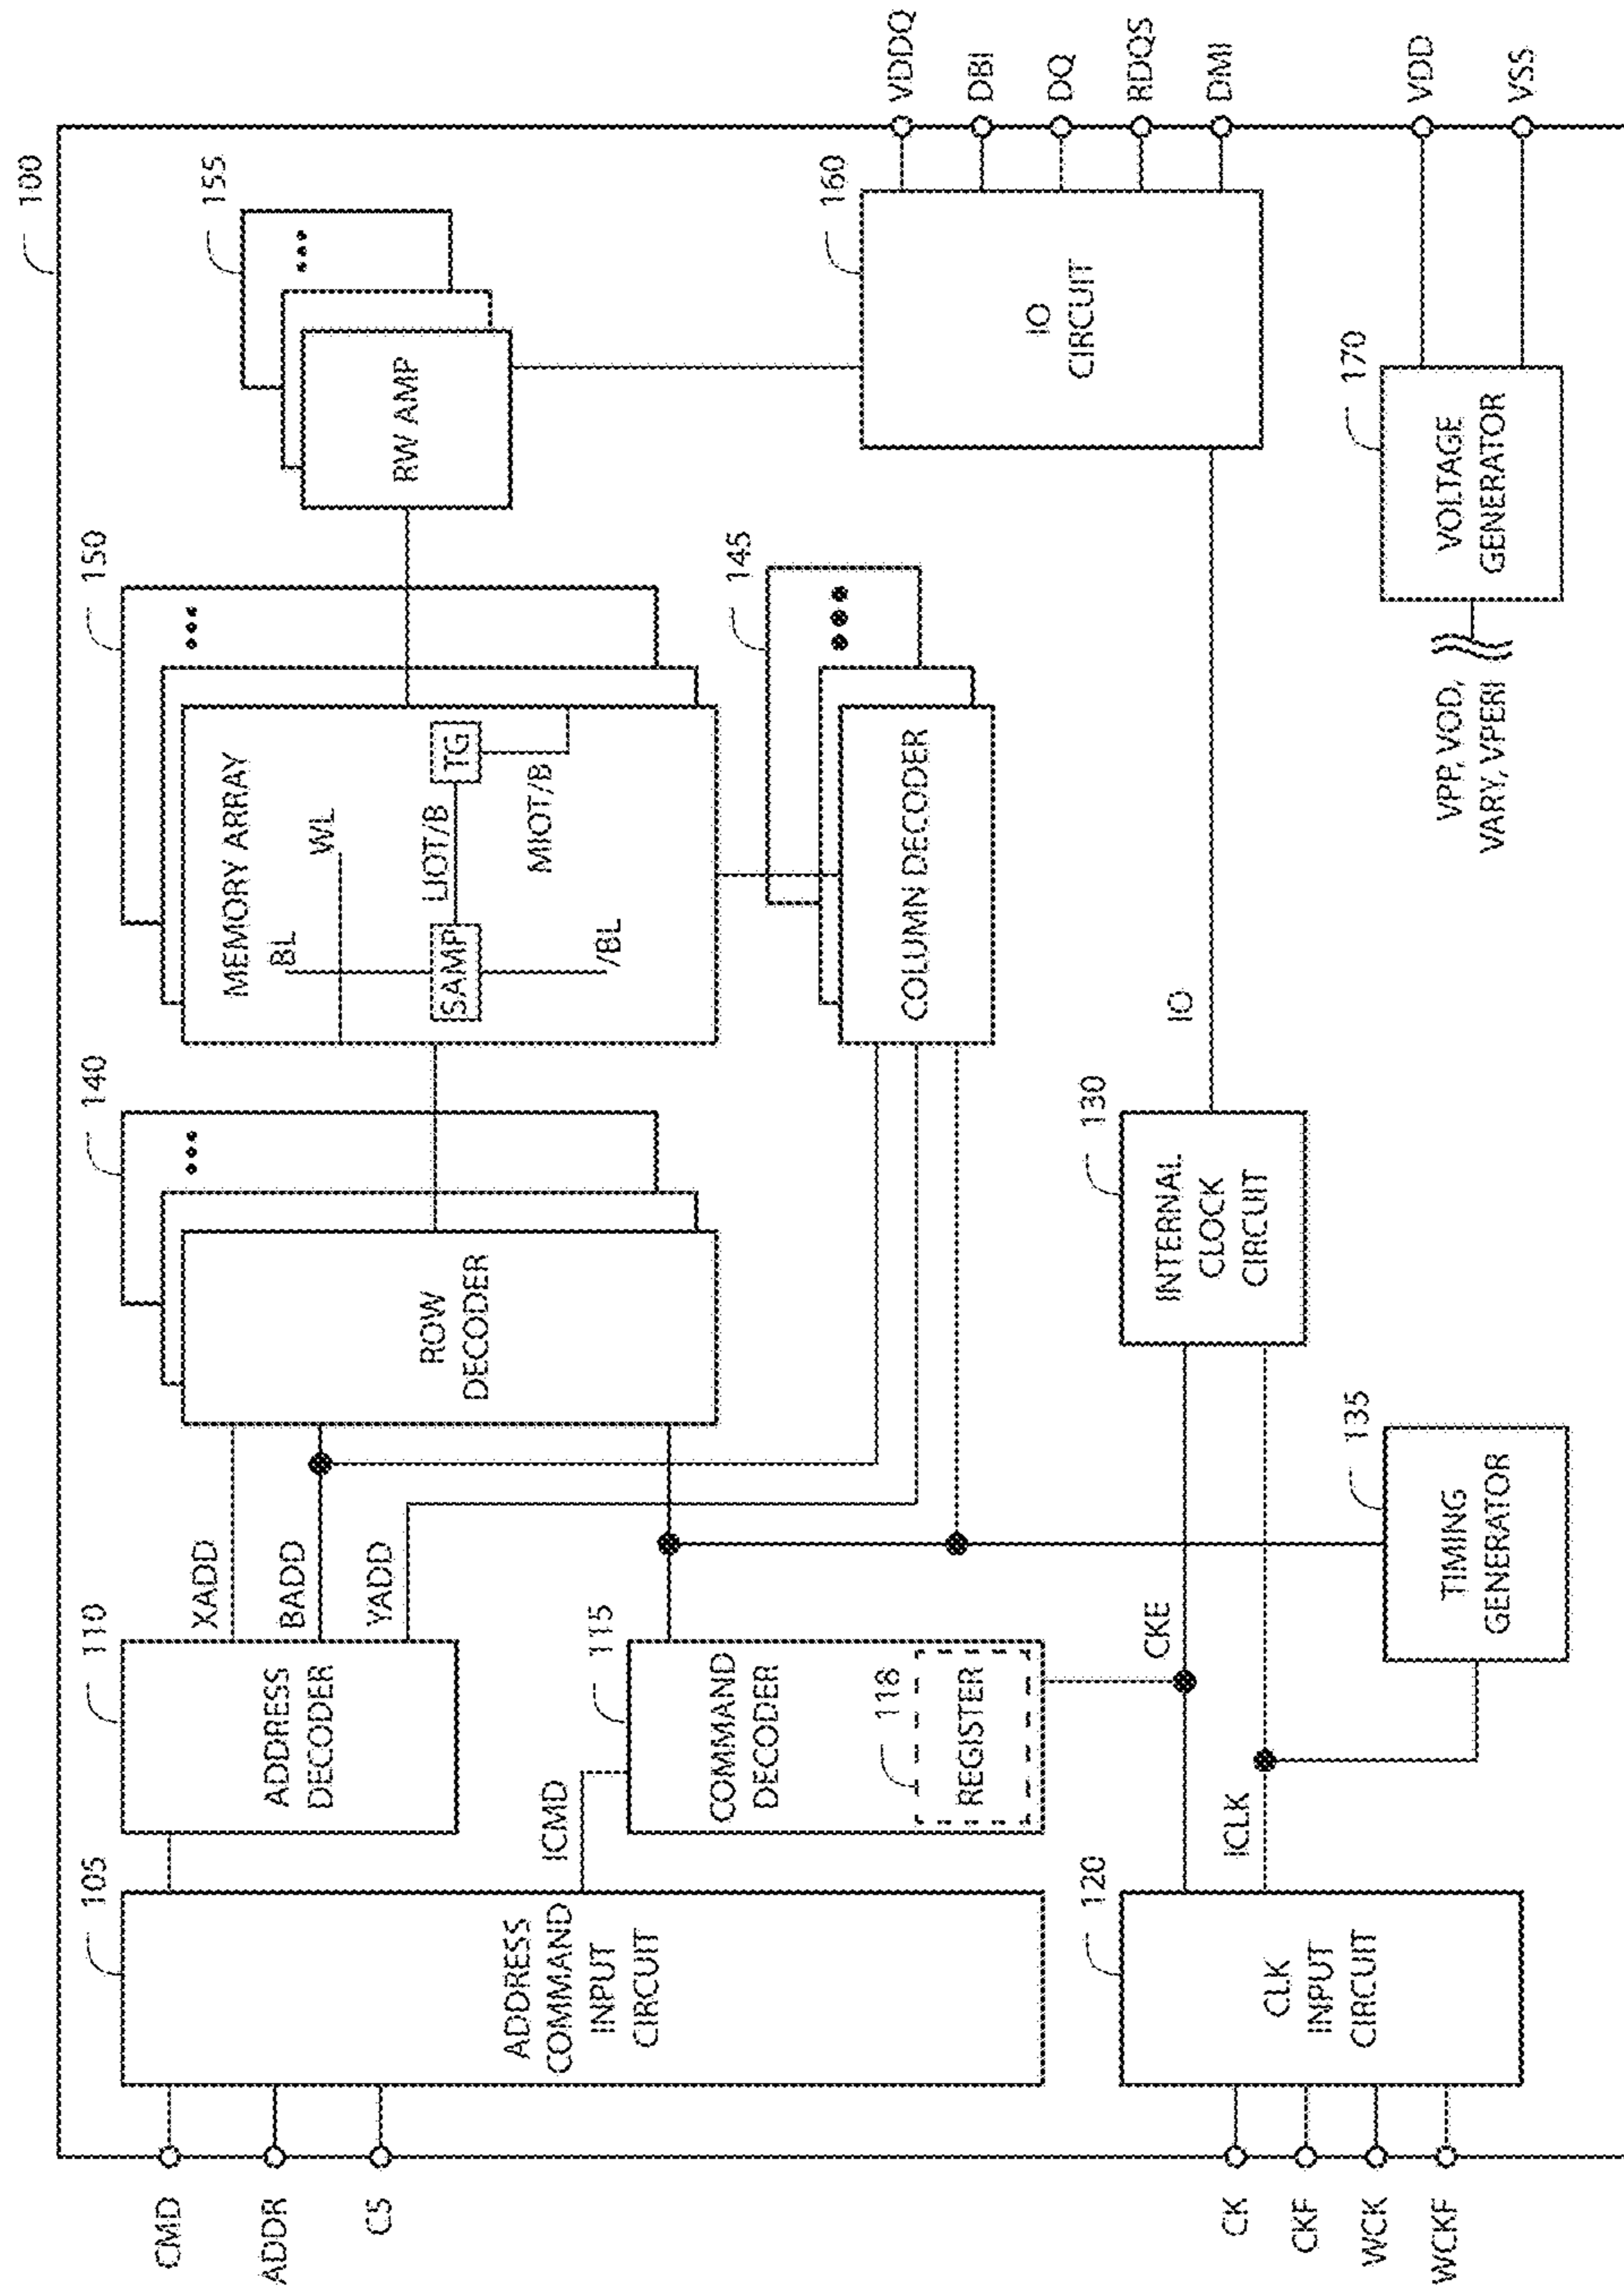 100
CMD
ADDR
CS
CK
CKF
WCK
WCKF
105
ADDRESS
COMMAND
INPUT
CIRCUIT
110
ADDRESS
DECODER
XADD
BADD
YADD
ICMD
115
COMMAND
DECODER
118
REGISTER
120
CLK
INPUT
CIRCUIT
CKE
ICLK
130
INTERNAL
CLOCK
CIRCUIT
135
TIMING
GENERATOR
140
•••
ROW
DECODER
150
•••
MEMORY ARRAY
WL
BL
SAMP
/BL
LIOT/B
TG
MIOT/B
145
•••
COLUMN DECODER
155
•••
RW AMP
IO
160
IO
CIRCUIT
170
VOLTAGE
GENERATOR
VPP, VOD,
VARY, VPERI
VDDQ
DBI
DQ
RDQS
DMI
VDD
VSS